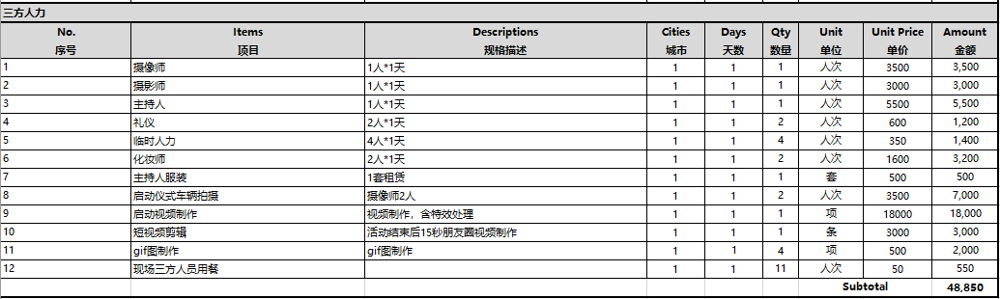 三方人力
No. Items Descriptions Cities Days Qty Unit Unit Price Amount
序号 项目 规格描述 城市 天数 数量 单位 单价 金额
1 摄像师 1人*1天 1 1 1 人次 3500 3,500
2 摄影师 1人*1天 1 1 1 人次 3000 3,000
3 主持人 1人*1天 1 1 1 人次 5500 5,500
4 礼仪 2人*1天 1 1 2 人次 600 1,200
5 临时人力 4人*1天 1 1 4 人次 350 1,400
6 化妆师 2人*1天 1 1 2 人次 1600 3,200
7 主持人服装 1套租赁 1 1 1 套 500 500
8 启动仪式车辆拍摄 摄像师2人 1 1 2 人次 3500 7,000
9 启动视频制作 视频制作，含特效处理 1 1 1 项 18000 18,000
10 短视频剪辑 活动结束后15秒朋友圈视频制作 1 1 1 条 3000 3,000
11 gif图制作 gif图制作 1 1 4 项 500 2,000
12 现场三方人员用餐 1 1 11 人次 50 550
Subtotal 48,850